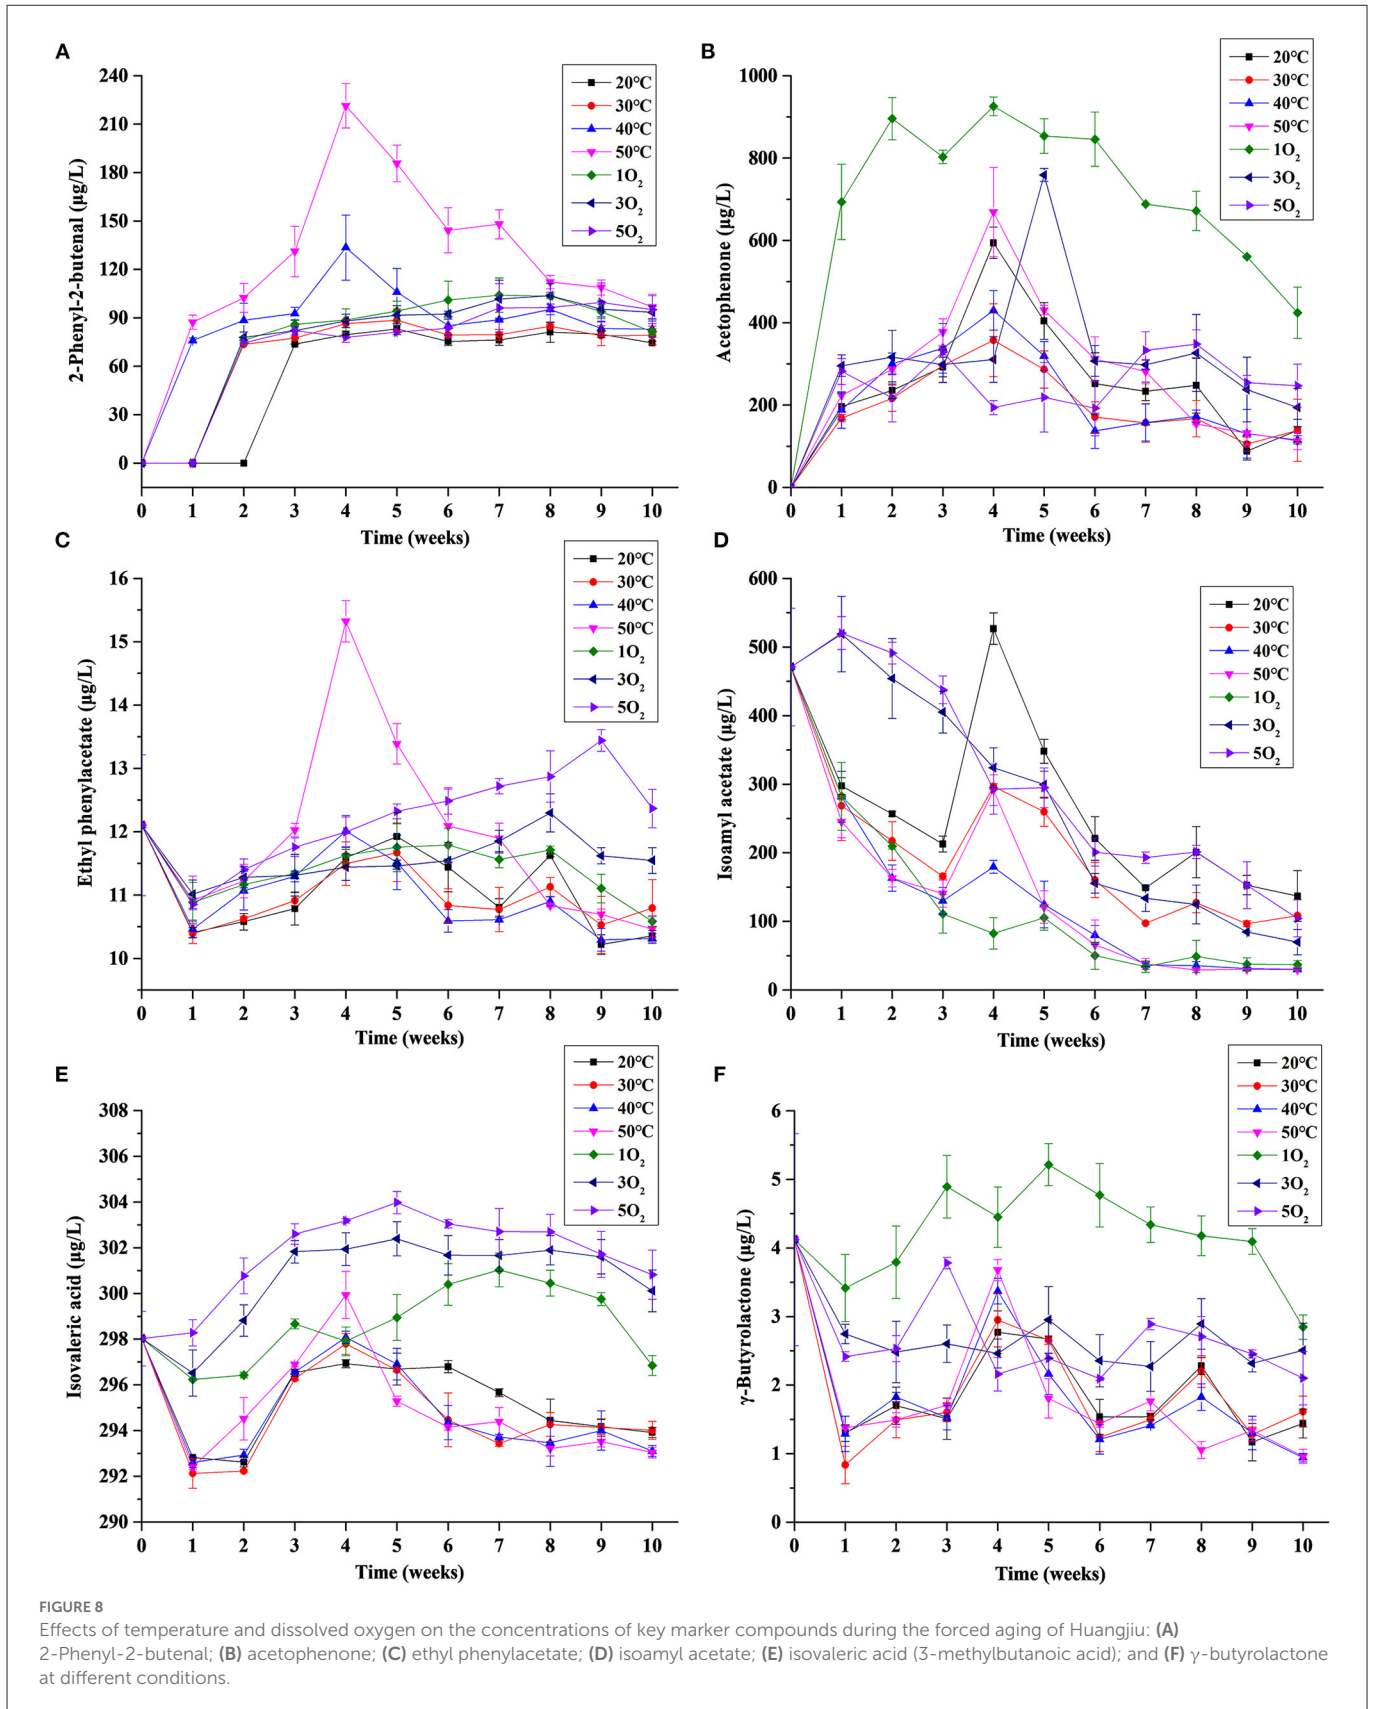 A
2-Phenyl-2-butenal (μg/L)
240
210
180
150
120
90
60
30
0
0 1 2 3 4 5 6 7 8 9 10
Time (weeks)
20°C
30°C
40°C
50°C
1O₂
3O₂
5O₂
B
Acetophenone (μg/L)
1000
800
600
400
200
0
0 1 2 3 4 5 6 7 8 9 10
Time (weeks)
20°C
30°C
40°C
50°C
1O₂
3O₂
5O₂
C
Ethyl phenylacetate (μg/L)
16
15
14
13
12
11
10
0 1 2 3 4 5 6 7 8 9 10
Time (weeks)
20°C
30°C
40°C
50°C
1O₂
3O₂
5O₂
D
Isoamyl acetate (μg/L)
600
500
400
300
200
100
0
0 1 2 3 4 5 6 7 8 9 10
Time (weeks)
20°C
30°C
40°C
50°C
1O₂
3O₂
5O₂
E
Isovaleric acid (μg/L)
308
306
304
302
300
298
296
294
292
290
0 1 2 3 4 5 6 7 8 9 10
Time (weeks)
20°C
30°C
40°C
50°C
1O₂
3O₂
5O₂
F
γ-Butyrolactone (μg/L)
6
5
4
3
2
1
0
0 1 2 3 4 5 6 7 8 9 10
Time (weeks)
20°C
30°C
40°C
50°C
1O₂
3O₂
5O₂
FIGURE 8
Effects of temperature and dissolved oxygen on the concentrations of key marker compounds during the forced aging of Huangjiu: (A)
2-Phenyl-2-butenal; (B) acetophenone; (C) ethyl phenylacetate; (D) isoamyl acetate; (E) isovaleric acid (3-methylbutanoic acid); and (F) γ-butyrolactone
at different conditions.